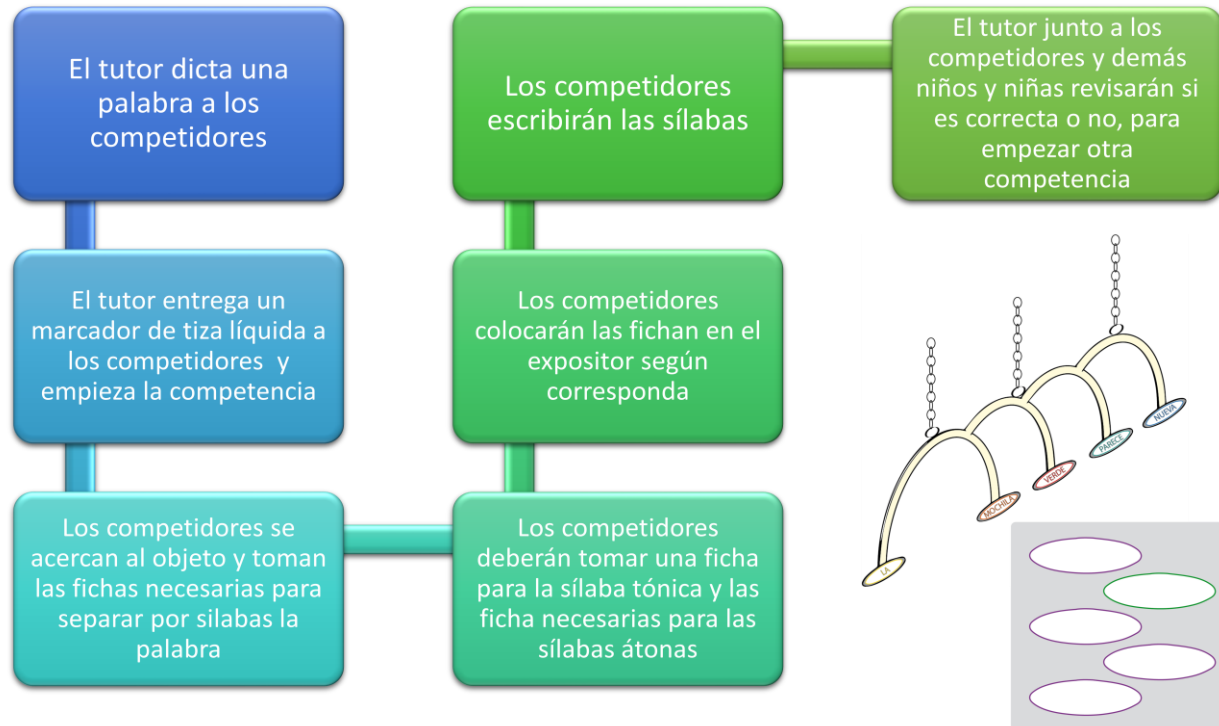 El tutor dicta una
palabra a los
competidores
El tutor entrega un
marcador de tiza líquida a
los competidores y
empieza la competencia
Los competidores se
acercan al objeto y toman
las fichas necesarias para
separar por silabas la
palabra
Los competidores
deberán tomar una ficha
para la sílaba tónica y las
ficha necesarias para las
sílabas átonas
Los competidores
colocarán las fichan en el
expositor según
corresponda
Los competidores
escribirán las sílabas
El tutor junto a los
competidores y demás
niños y niñas revisarán si
es correcta o no, para
empezar otra
competencia
LA
MOCHILA
VERDE
PARECE
NUEVA